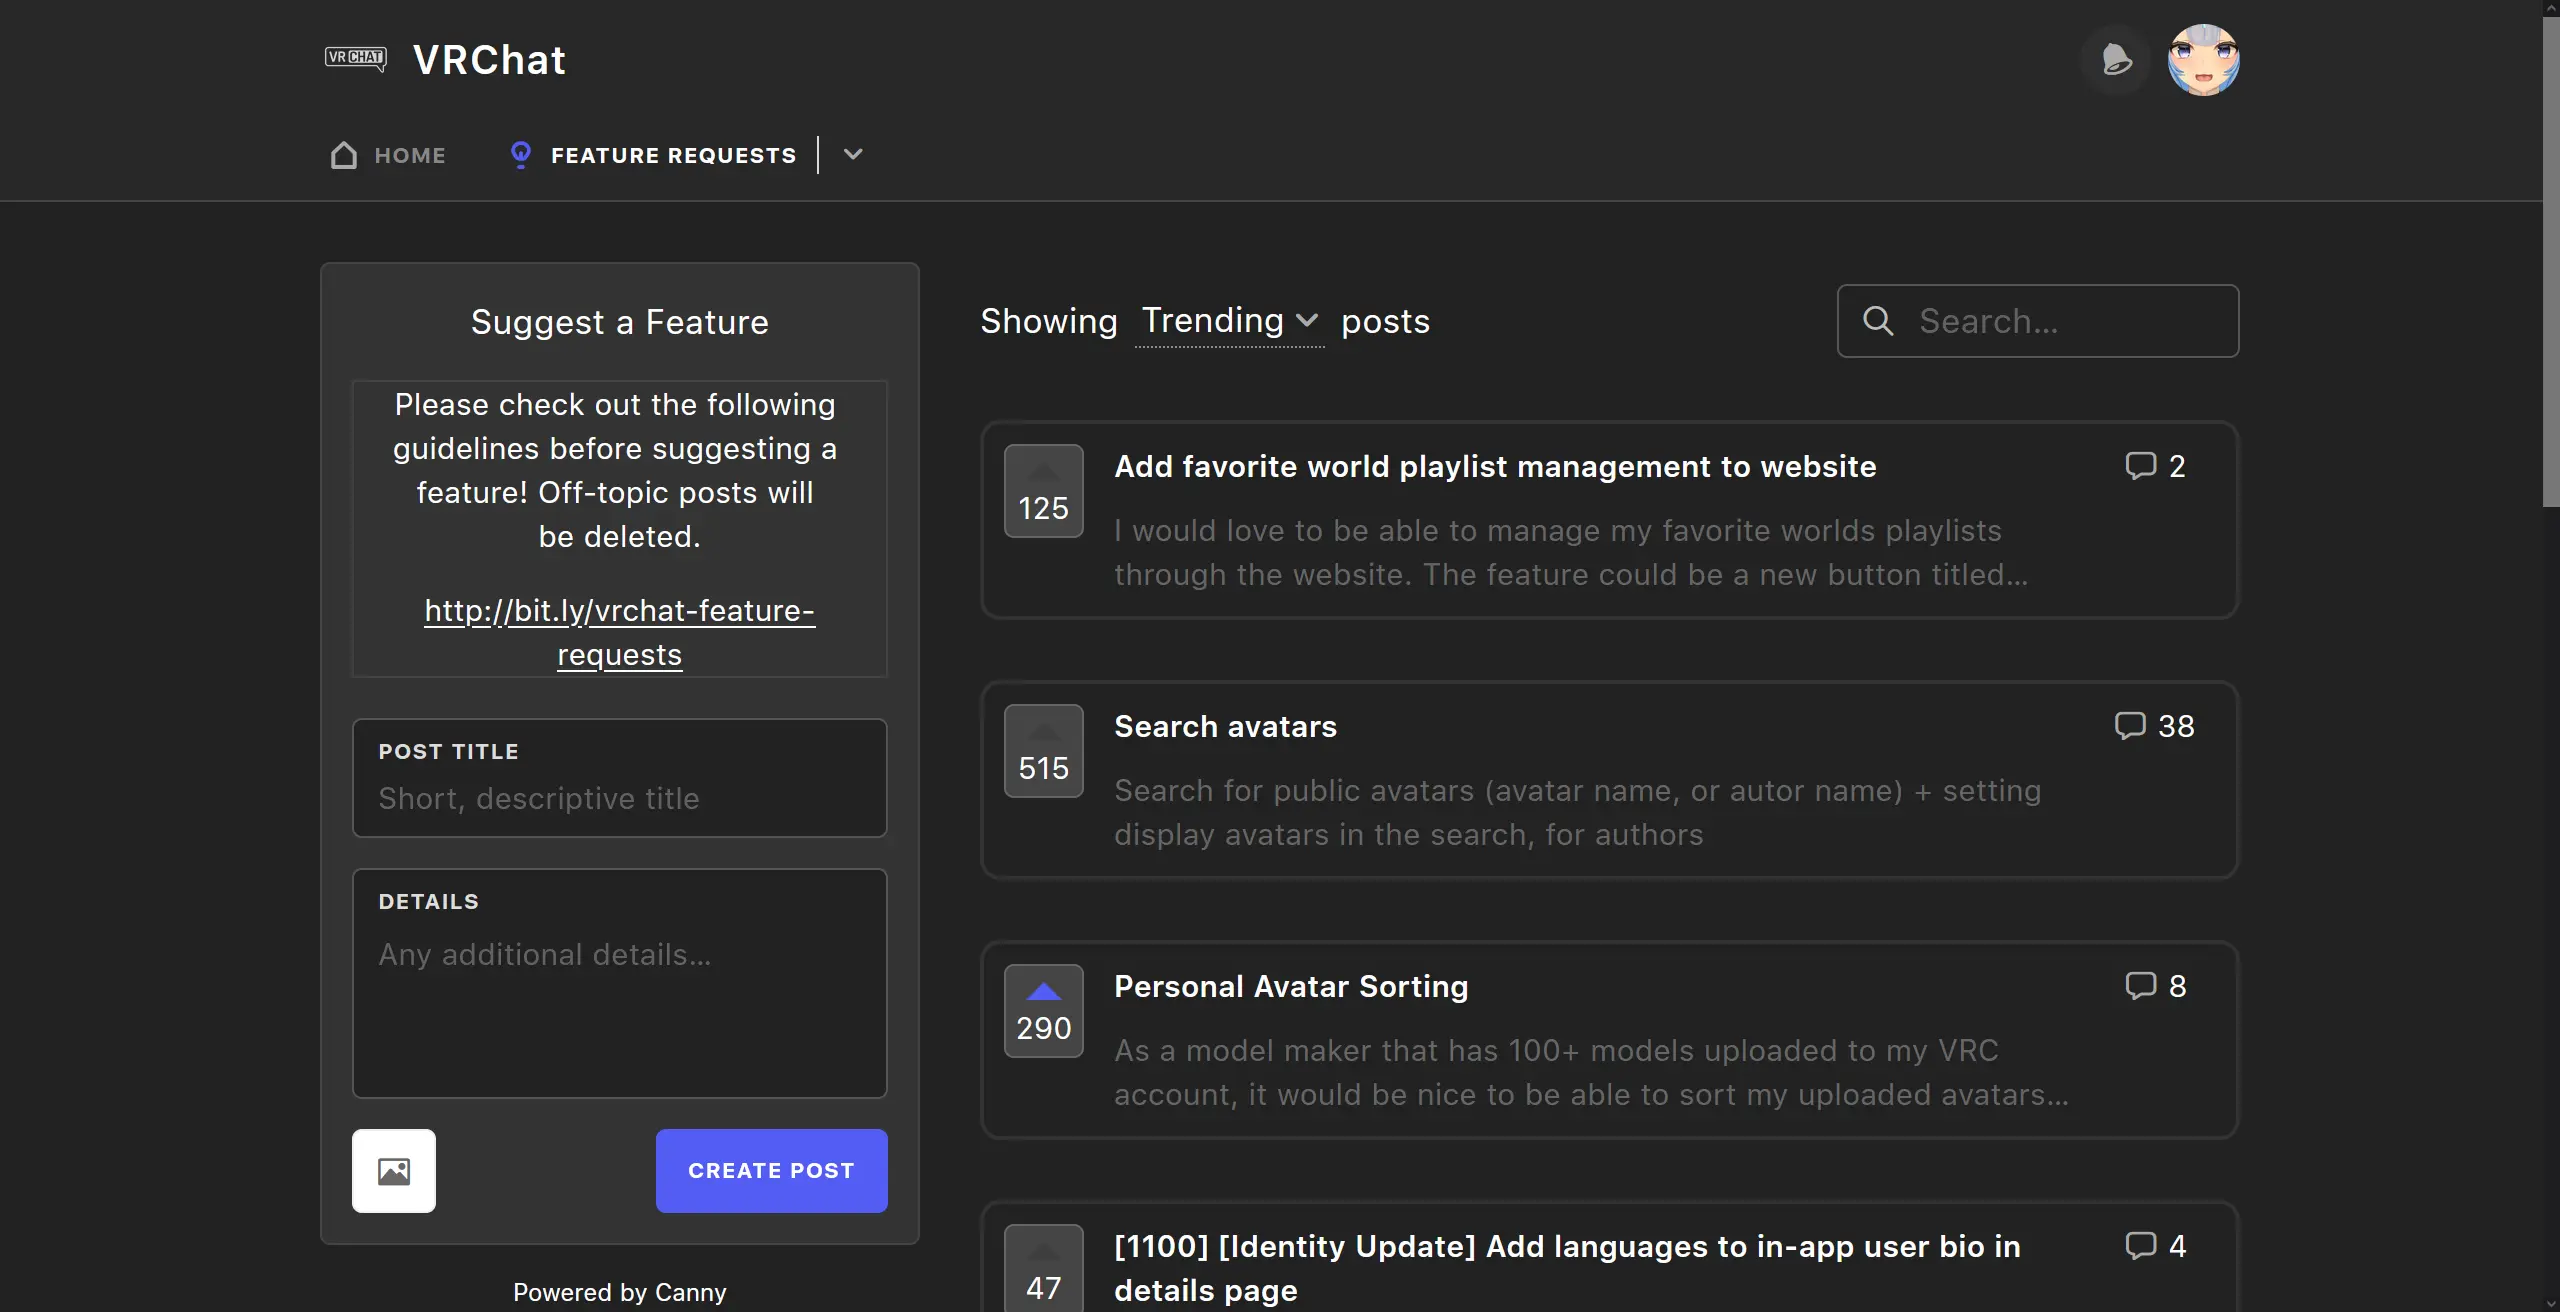 VR CHAT
VRChat
HOME
FEATURE REQUESTS
Suggest a Feature
Please check out the following
guidelines before suggesting a
feature! Off-topic posts will
be deleted.
http://bit.ly/vrchat-feature-
requests
POST TITLE
Short, descriptive title
DETAILS
Any additional details…
CREATE POST
Powered by Canny
Showing Trending posts
Search…
125
Add favorite world playlist management to website
2
I would love to be able to manage my favorite worlds playlists
through the website. The feature could be a new button titled…
515
Search avatars
38
Search for public avatars (avatar name, or autor name) + setting
display avatars in the search, for authors
290
Personal Avatar Sorting
8
As a model maker that has 100+ models uploaded to my VRC
account, it would be nice to be able to sort my uploaded avatars…
47
[1100] [Identity Update] Add languages to in-app user bio in
details page
4